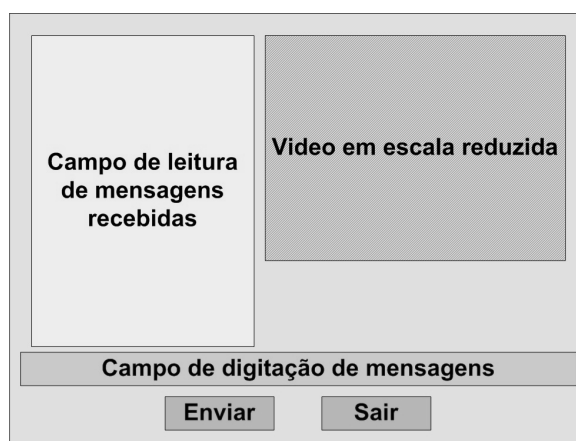 Campo de leitura
de mensagens
recebidas
Video em escala reduzida
Campo de digitação de mensagens
Enviar
Sair